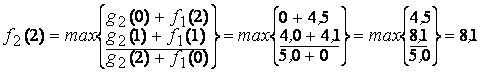 f₂(2) = max{g₂(0) + f₁(2) g₂(1) + f₁(1) g₂(2) + f₁(0)} = max{0 + 4,5 4,0 + 4,1 5,0 + 0} = max{4,5 8,1 5,0} = 8,1